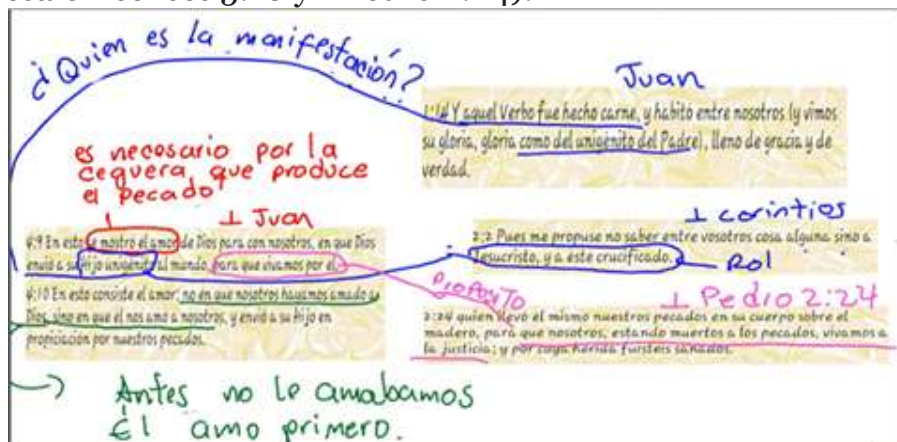 ¿Quien es la manifestación?
Juan
1:14 Y aquel Verbo fue hecho carne, y habitó entre nosotros (y vimos
su gloria, gloria como del unigénito del Padre), lleno de gracia y de
verdad.
es necesario por la
ceguera que produce
el pecado
1 Juan
4:9 En esto se mostro el amor de Dios para con nosotros, en que Dios
envió a su Hijo unigénito al mundo, para que vivamos por el.
4:10 En esto consiste el amor: no en que nosotros hayamos amado a
Dios, sino en que el nos amo a nosotros, y envió a su hijo en
propiciación por nuestros pecados.
1 corintios
2:2 Pues me propuse no saber entre vosotros cosa alguna sino a
Jesucristo, y a este crucificado.
Rol
PropósiTo
1 Pedro 2:24
2:24 quien llevo el mismo nuestros pecados en su cuerpo sobre el
madero, para que nosotros, estando muertos a los pecados, vivamos a
la justicia; y por cuya herida fuisteis sanados.
Antes no le amabamos
Él amo primero.